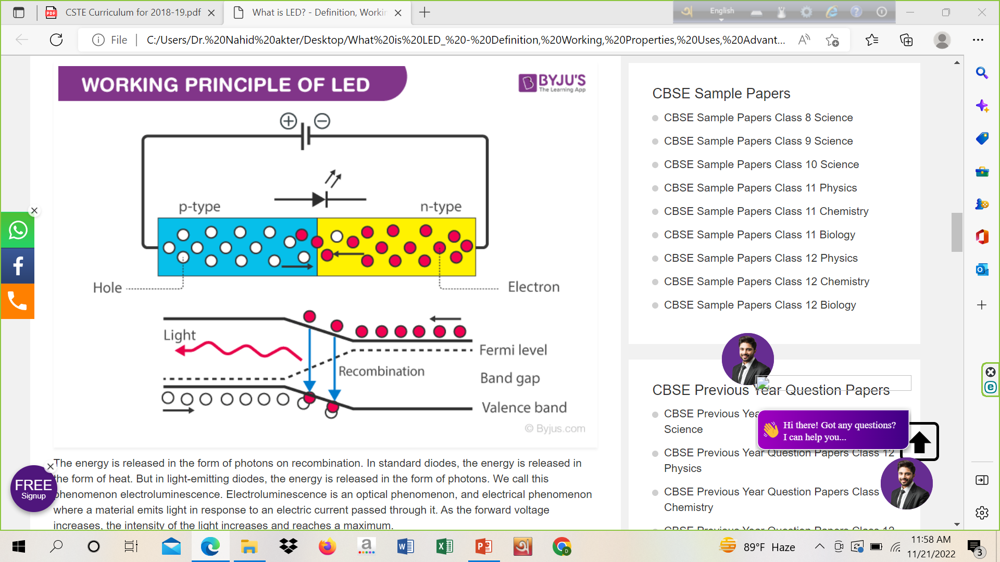 CSTE Curriculum for 2018-19.pdf
What is LED? - Definition, Workin
English
File
C:/Users/Dr.%20Nahid%20akter/Desktop/What%20is%20LED_%20-%20Definition,%20Working,%20Properties,%20Uses,%20Advant...
WORKING PRINCIPLE OF LED
BYJU'S
The Learning App
p-type
n-type
Hole
Electron
Light
Fermi level
Recombination
Band gap
Valence band
© Byjus.com
The energy is released in the form of photons on recombination. In standard diodes, the energy is released in
the form of heat. But in light-emitting diodes, the energy is released in the form of photons. We call this
phenomenon electroluminescence. Electroluminescence is an optical phenomenon, and electrical phenomenon
where a material emits light in response to an electric current passed through it. As the forward voltage
increases, the intensity of the light increases and reaches a maximum.
FREE
Signup
CBSE Sample Papers
CBSE Sample Papers Class 8 Science
CBSE Sample Papers Class 9 Science
CBSE Sample Papers Class 10 Science
CBSE Sample Papers Class 11 Physics
CBSE Sample Papers Class 11 Chemistry
CBSE Sample Papers Class 11 Biology
CBSE Sample Papers Class 12 Physics
CBSE Sample Papers Class 12 Chemistry
CBSE Sample Papers Class 12 Biology
CBSE Previous Year Question Papers
CBSE Previous Yea
Science
Hi there! Got any questions?
I can help you...
CBSE Previous Year Question Papers Class 12
Physics
CBSE Previous Year Question Papers Class
Chemistry
CBSE Previous Year Question Papers Class 12
89°F Haze
11:58 AM
11/21/2022
3